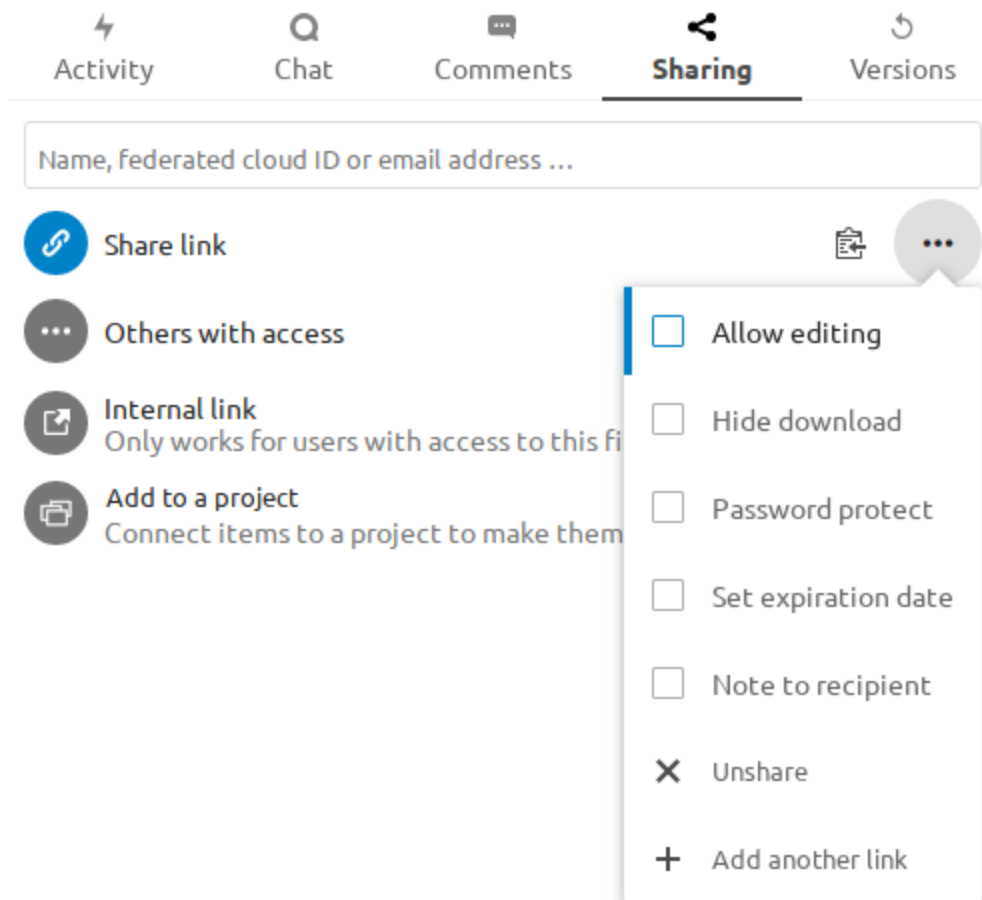 Activity Chat Comments Sharing Versions
Name, federated cloud ID or email address ...
Share link
Others with access
Allow editing
Internal link
Only works for users with access to this fi
Hide download
Add to a project
Connect items to a project to make them
Password protect
Set expiration date
Note to recipient
Unshare
Add another link